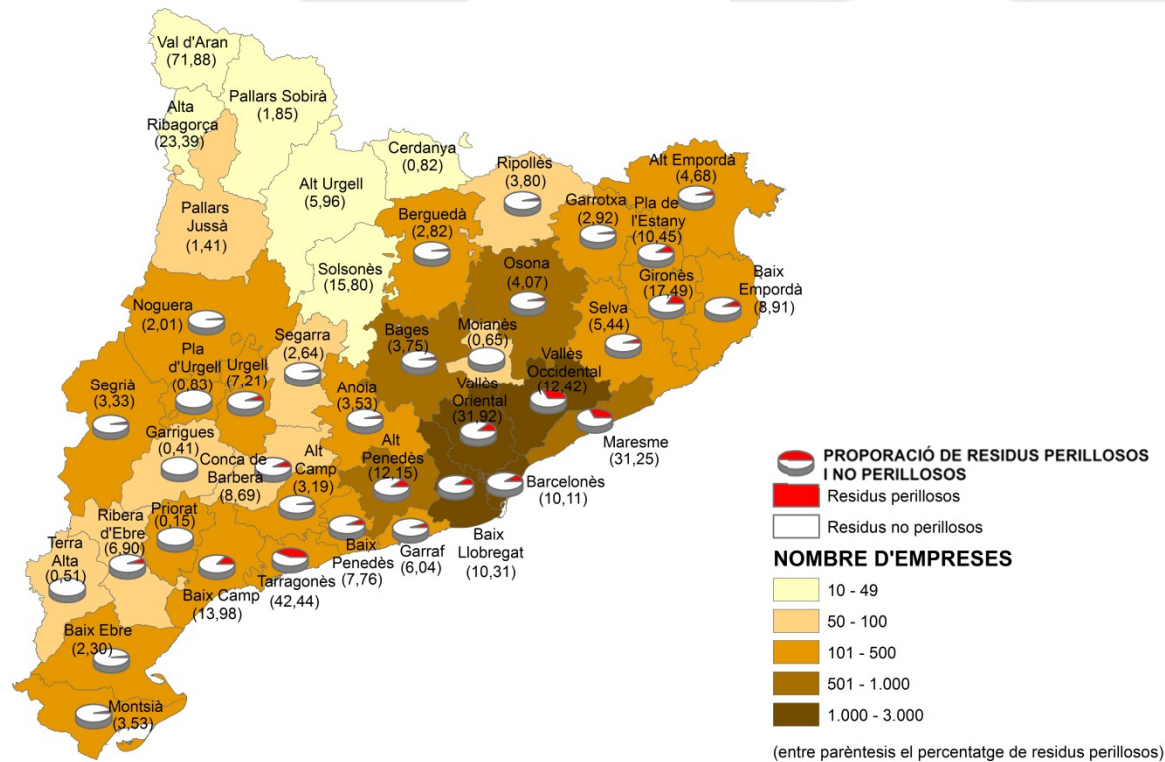 Val d'Aran
(71,88)
Pallars Sobirà
(1,85)
Alta
Ribagorça
(23,39)
Cerdanya
(0,82)
Ripollès
(3,80)
Alt Empordà
(4,68)
Alt Urgell
(5,96)
Garrotxa
(2,92)
Pla de
l'Estany
(10,45)
Pallars
Jussà
(1,41)
Berguedà
(2,82)
Solsonès
(15,80)
Osona
(4,07)
Gironès
(17,49)
Baix
Empordà
(8,91)
Noguera
(2,01)
Selva
(5,44)
Segarra
(2,64)
Bages
(3,75)
Moianès
(0,65)
Pla
d'Urgell
(0,83)
Urgell
(7,21)
Vallès
Occidental
(12,42)
Segrià
(3,33)
Anoia
(3,53)
Vallès
Oriental
(31,92)
Garrigues
(0,41)
Conca de
Barberà
(8,69)
Alt
Camp
(3,19)
Alt
Penedès
(12,15)
Maresme
(31,25)
Barcelonès
(10,11)
Priorat
(0,15)
Ribera
d'Ebre
(6,90)
Terra
Alta
(0,51)
Baix
Penedès
(7,76)
Garraf
(6,04)
Baix
Llobregat
(10,31)
Tarragonès
(42,44)
Baix Camp
(13,98)
Baix Ebre
(2,30)
Montsià
(3,53)
PROPORACIÓ DE RESIDUS PERILLOSOS
I NO PERILLOSOS
Residus perillosos
Residus no perillosos
NOMBRE D'EMPRESES
10 - 49
50 - 100
101 - 500
501 - 1.000
1.000 - 3.000
(entre parèntesis el percentatge de residus perillosos)